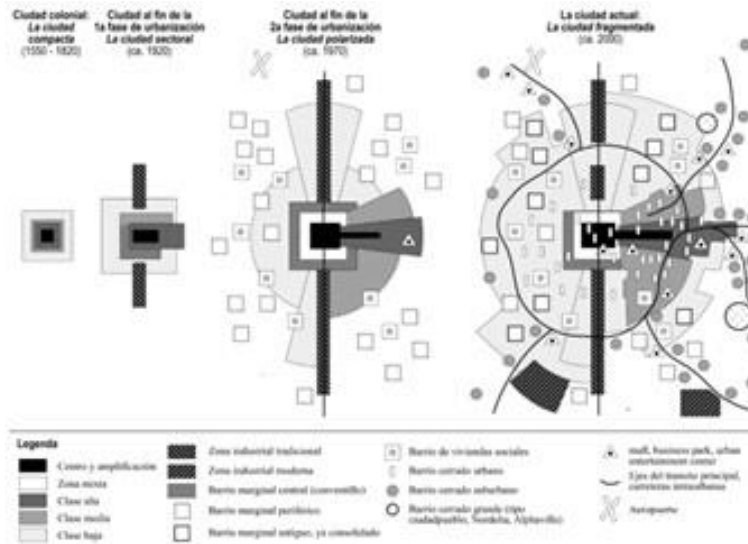 Ciudad colonial:
La ciudad
compacta
(1550 - 1820)
Ciudad al fin de la
1a fase de urbanización
La ciudad sectoral
(ca. 1920)
Ciudad al fin de la
2a fase de urbanización
La ciudad polarizada
(ca. 1970)
La ciudad actual:
La ciudad fragmentada
(ca. 2000)
Legenda
Centro y amplificación
Zona mixta
Clase alta
Clase media
Clase baja
Zona industrial tradicional
Zona industrial moderna
Barrio marginal central (conventillo)
Barrio marginal periférico
Barrio marginal antiguo, ya consolidado
Barrio de viviendas sociales
Barrio cerrado urbano
Barrio cerrado suburbano
Barrio cerrado grande (tipo
ciudadpueblo, Nordelta, Alphaville)
mall, business park, urban
entertainment center
Ejes del transito principal,
carreteras intraurbanas
Aeropuerto